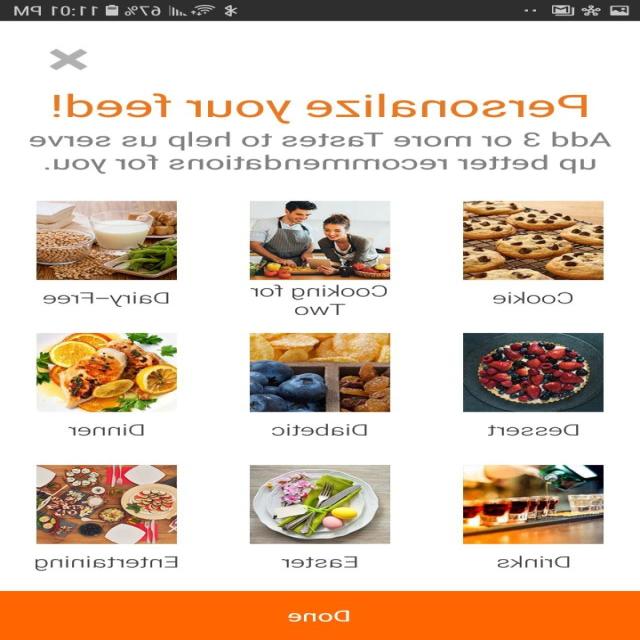 67% 11:01 PM
Personalize your feed!
Add 3 or more Tastes to help us serve
up better recommendations for you.
Cookie
Cooking for
Two
Dairy-Free
Dessert
Diabetic
Dinner
Drinks
Easter
Entertaining
Done